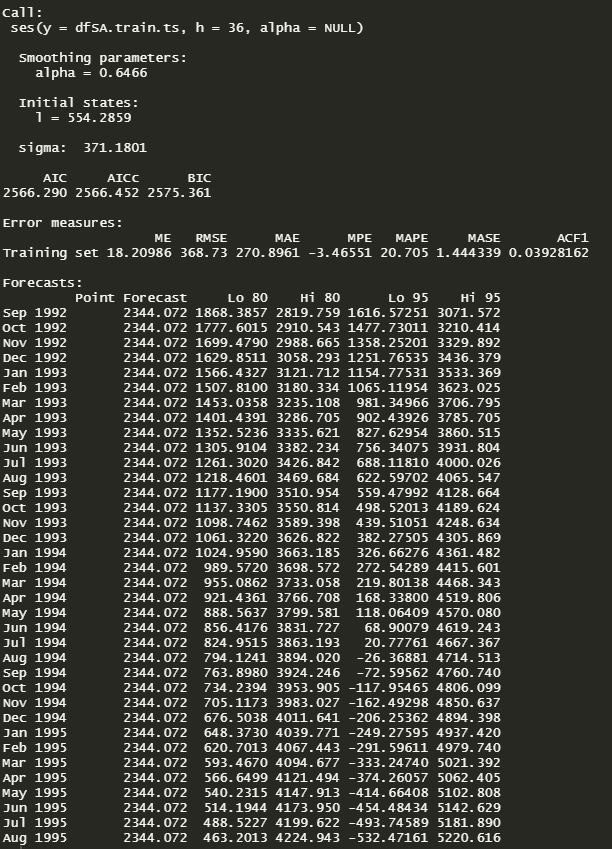 Call:
ses(y = dfSA.train.ts, h = 36, alpha = NULL)
Smoothing parameters:
alpha = 0.6466
Initial states:
l = 554.2859
sigma: 371.1801
AIC AICc BIC
2566.290 2566.452 2575.361
Error measures:
ME RMSE MAE MPE MAPE MASE ACF1
Training set 18.20986 368.73 270.8961 -3.46551 20.705 1.444339 0.03928162
Forecasts:
Point Forecast Lo 80 Hi 80 Lo 95 Hi 95
Sep 1992 2344.072 1868.3857 2819.759 1616.57251 3071.572
Oct 1992 2344.072 1777.6015 2910.543 1477.73011 3210.414
Nov 1992 2344.072 1699.4790 2988.665 1358.25201 3329.892
Dec 1992 2344.072 1629.8511 3058.293 1251.76535 3436.379
Jan 1993 2344.072 1566.4327 3121.712 1154.77531 3533.369
Feb 1993 2344.072 1507.8100 3180.334 1065.11954 3623.025
Mar 1993 2344.072 1453.0358 3235.108 981.34966 3706.795
Apr 1993 2344.072 1401.4391 3286.705 902.43926 3785.705
May 1993 2344.072 1352.5236 3335.621 827.62954 3860.515
Jun 1993 2344.072 1305.9104 3382.234 756.34075 3931.804
Jul 1993 2344.072 1261.3020 3426.842 688.11810 4000.026
Aug 1993 2344.072 1218.4601 3469.684 622.59702 4065.547
Sep 1993 2344.072 1177.1900 3510.954 559.47992 4128.664
Oct 1993 2344.072 1137.3305 3550.814 498.52013 4189.624
Nov 1993 2344.072 1098.7462 3589.398 439.51051 4248.634
Dec 1993 2344.072 1061.3220 3626.822 382.27505 4305.869
Jan 1994 2344.072 1024.9590 3663.185 326.66276 4361.482
Feb 1994 2344.072 989.5720 3698.572 272.54289 4415.601
Mar 1994 2344.072 955.0862 3733.058 219.80138 4468.343
Apr 1994 2344.072 921.4361 3766.708 168.33800 4519.806
May 1994 2344.072 888.5637 3799.581 118.06409 4570.080
Jun 1994 2344.072 856.4176 3831.727 68.90079 4619.243
Jul 1994 2344.072 824.9515 3863.193 20.77761 4667.367
Aug 1994 2344.072 794.1241 3894.020 -26.36881 4714.513
Sep 1994 2344.072 763.8980 3924.246 -72.59562 4760.740
Oct 1994 2344.072 734.2394 3953.905 -117.95465 4806.099
Nov 1994 2344.072 705.1173 3983.027 -162.49298 4850.637
Dec 1994 2344.072 676.5038 4011.641 -206.25362 4894.398
Jan 1995 2344.072 648.3730 4039.771 -249.27595 4937.420
Feb 1995 2344.072 620.7013 4067.443 -291.59611 4979.740
Mar 1995 2344.072 593.4670 4094.677 -333.24740 5021.392
Apr 1995 2344.072 566.6499 4121.494 -374.26057 5062.405
May 1995 2344.072 540.2315 4147.913 -414.66408 5102.808
Jun 1995 2344.072 514.1944 4173.950 -454.48434 5142.629
Jul 1995 2344.072 488.5227 4199.622 -493.74589 5181.890
Aug 1995 2344.072 463.2013 4224.943 -532.47161 5220.616